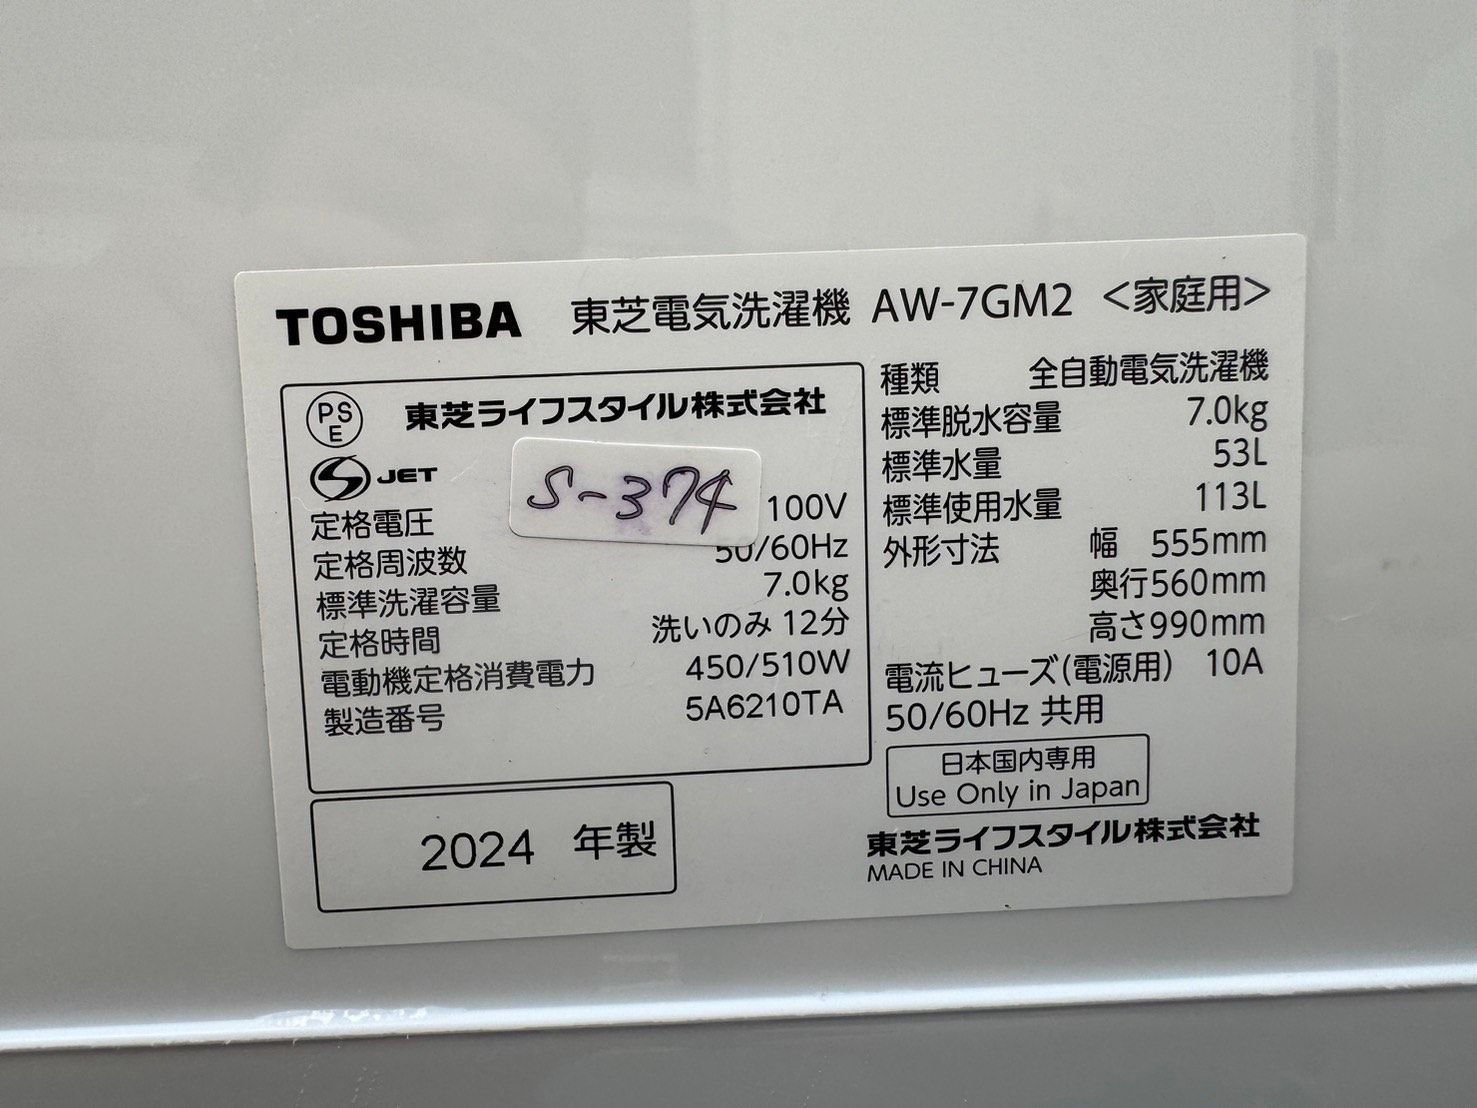 TOSHIBA 東芝電気洗濯機 AW-7GM2 <家庭用>
PSE 東芝ライフスタイル株式会社
S JET
S-374
定格電圧 100V
定格周波数 50/60Hz
標準洗濯容量 7.0kg
定格時間 洗いのみ 12分
電動機定格消費電力 450/510W
製造番号 5A6210TA
2024 年製
種類 全自動電気洗濯機
標準脱水容量 7.0kg
標準水量 53L
標準使用水量 113L
外形寸法 幅 555mm
奥行560mm
高さ990mm
電流ヒューズ(電源用) 10A
50/60Hz 共用
日本国内専用
Use Only in Japan
東芝ライフスタイル株式会社
MADE IN CHINA